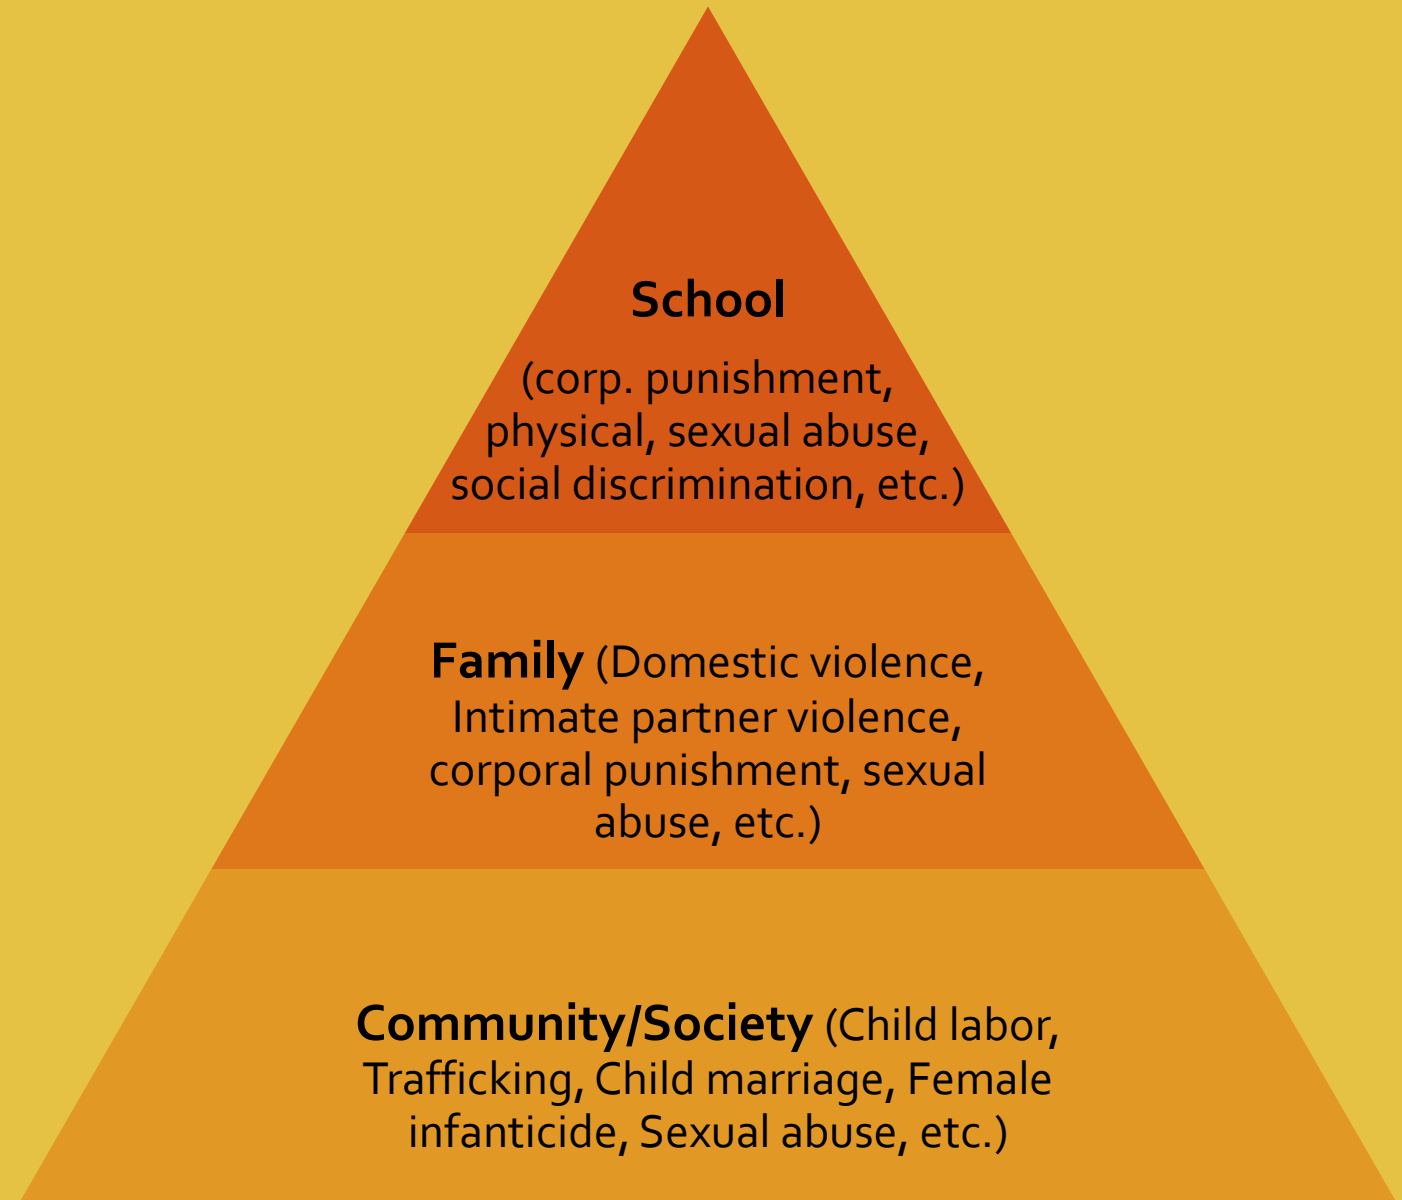 School
(corp. punishment,
physical, sexual abuse,
social discrimination, etc.)
Family (Domestic violence,
Intimate partner violence,
corporal punishment, sexual
abuse, etc.)
Community/Society (Child labor,
Trafficking, Child marriage, Female
infanticide, Sexual abuse, etc.)